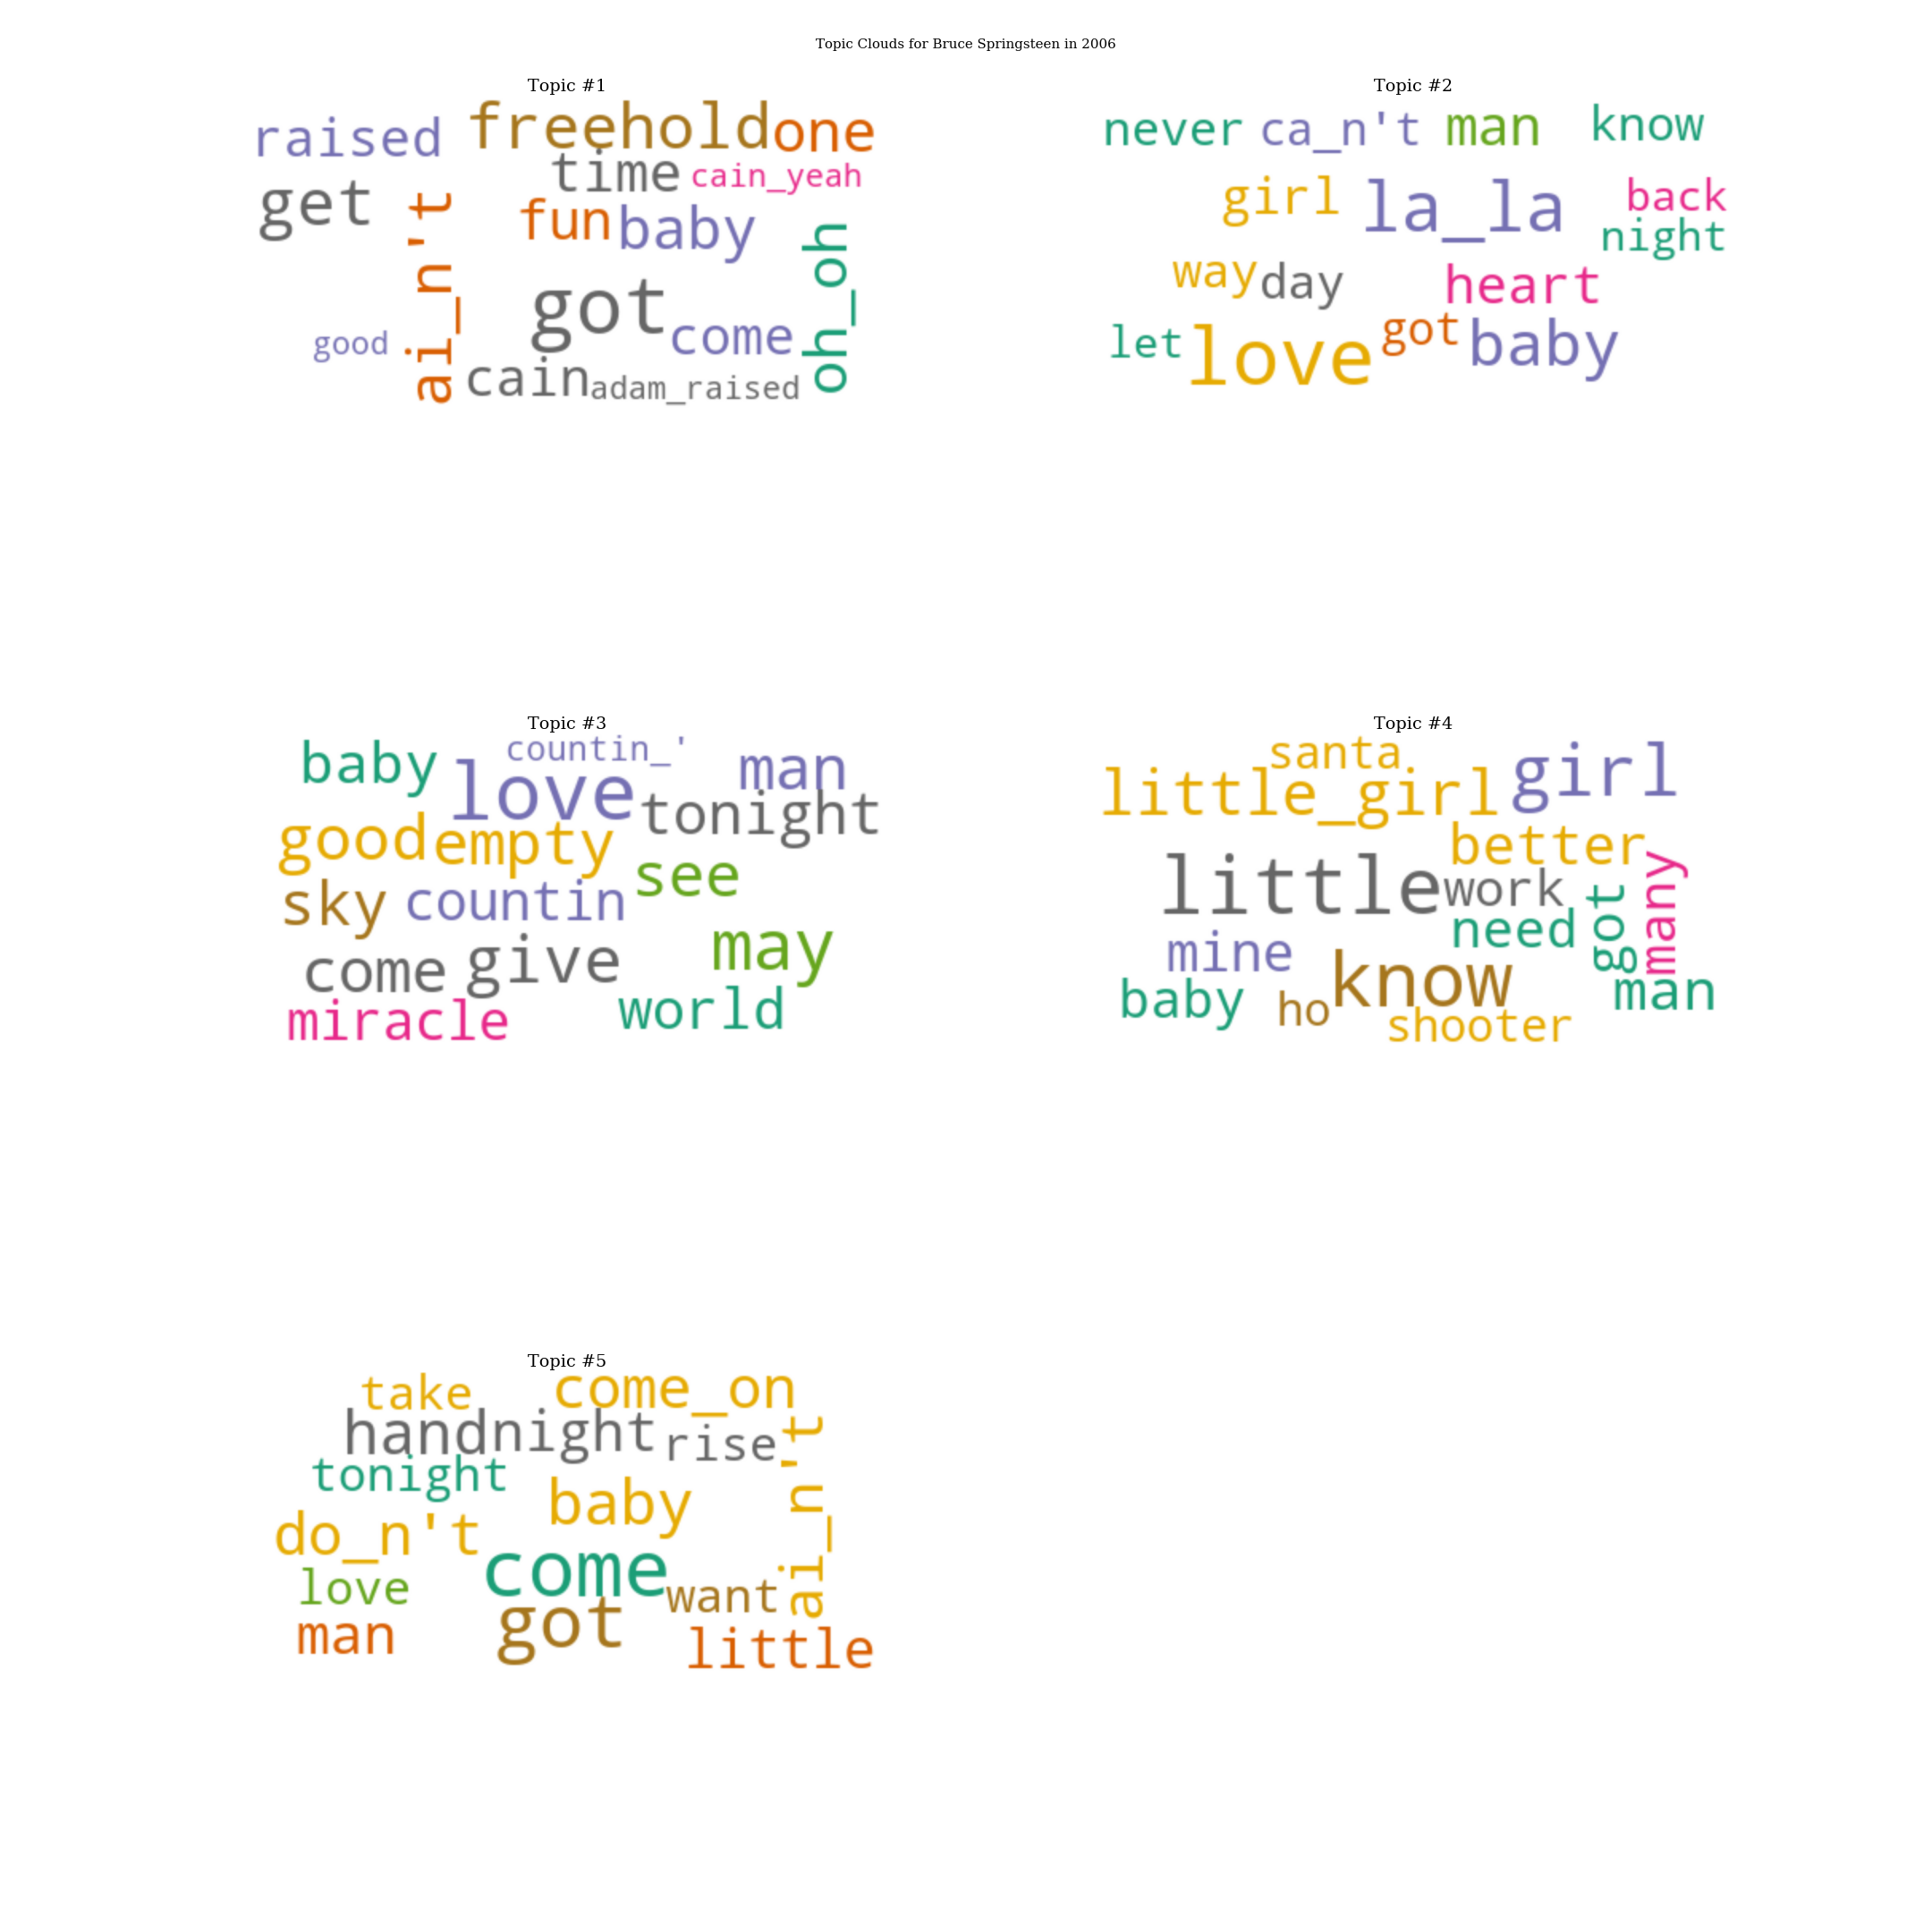 Topic Clouds for Bruce Springsteen in 2006
Topic #1
raised freehold one
time cain_yeah
get ai_n't fun baby oh_oh
got
good come
cain adam_raised
Topic #2
never ca_n't man know
girl la_la back
night
way day heart
let love got baby
Topic #3
baby countin_' man
love tonight
good empty
sky countin see
come give may
miracle world
Topic #4
santa
little_girl girl
better
little work got many
mine need
baby ho know man
shooter
Topic #5
take come_on
hand night rise ai_n't
tonight
baby
do_n't
love come want
man got little